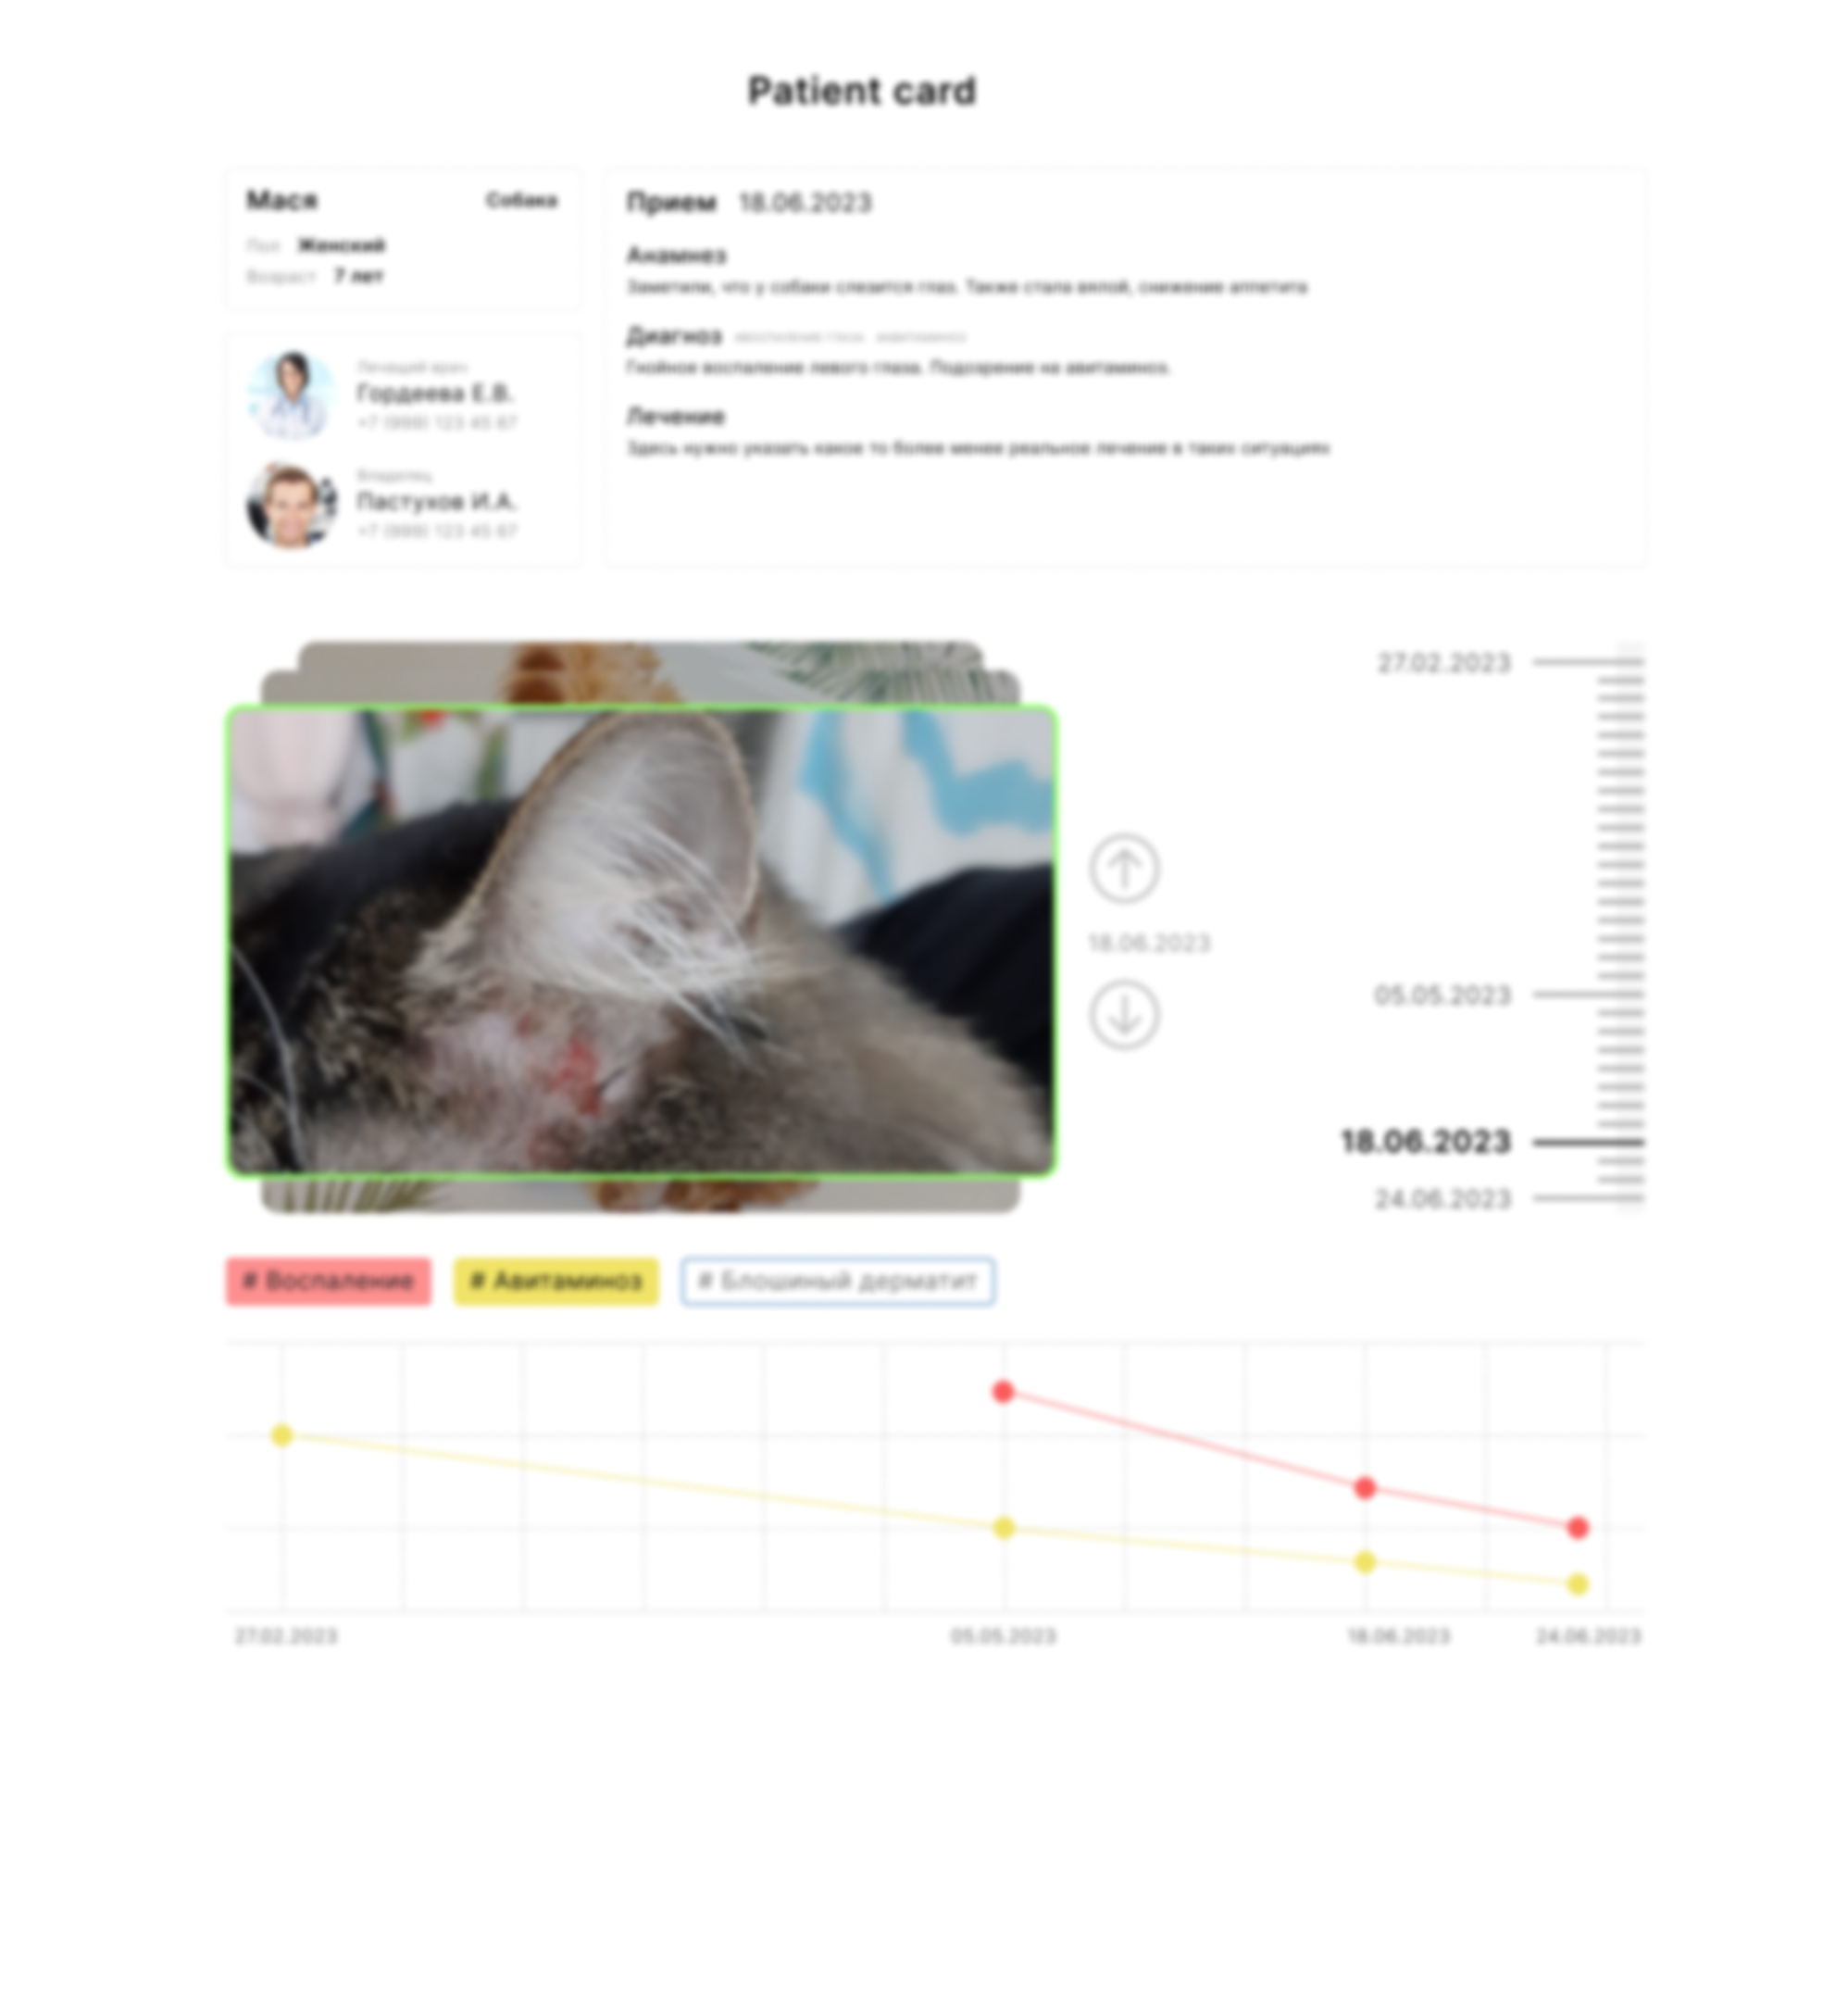 Patient card
Мася
Собака
Пол Женский
Возраст 7 лет
Лечащий врач
Гордеева Е.В.
+7 (999) 123 45 67
Владелец
Пастухов И.А.
+7 (999) 123 45 67
Прием 18.06.2023
Анамнез
Заметили, что у собаки слезится глаз. Также стала вялой, снижение аппетита
Диагноз
Гнойное воспаление левого глаза. Подозрение на авитаминоз.
Лечение
Здесь нужно указать какое то более менее реальное лечение в таких ситуациях
18.06.2023
27.02.2023
05.05.2023
18.06.2023
24.06.2023
# Воспаление
# Авитаминоз
# Блошиный дерматит
27.02.2023
05.05.2023
18.06.2023
24.06.2023